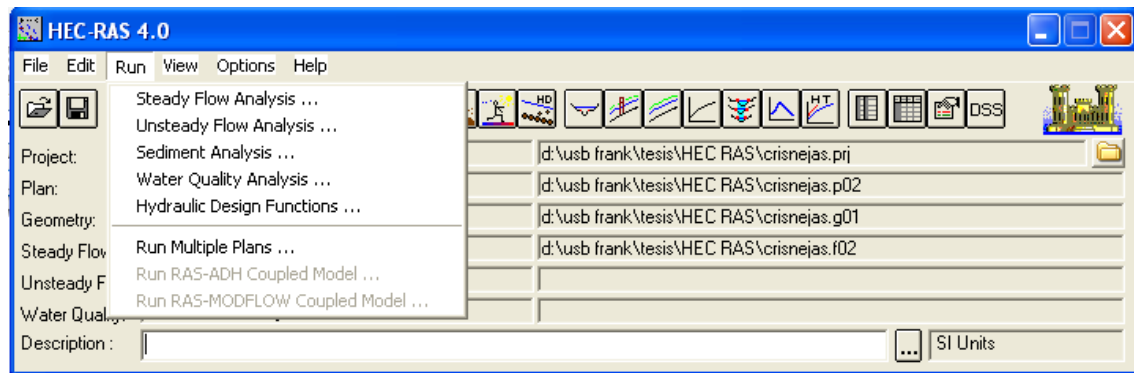 HEC-RAS 4.0
File Edit Run View Options Help
Steady Flow Analysis ...
Unsteady Flow Analysis ...
Sediment Analysis ...
Water Quality Analysis ...
Hydraulic Design Functions ...
Run Multiple Plans ...
Run RAS-ADH Coupled Model ...
Run RAS-MODFLOW Coupled Model ...
HD
HT
DSS
Project: d:\usb frank\tesis\HEC RAS\crisnejas.prj
Plan: d:\usb frank\tesis\HEC RAS\crisnejas.p02
Geometry: d:\usb frank\tesis\HEC RAS\crisnejas.g01
Steady Flow d:\usb frank\tesis\HEC RAS\crisnejas.f02
Unsteady F
Water Qual
Description : ... SI Units